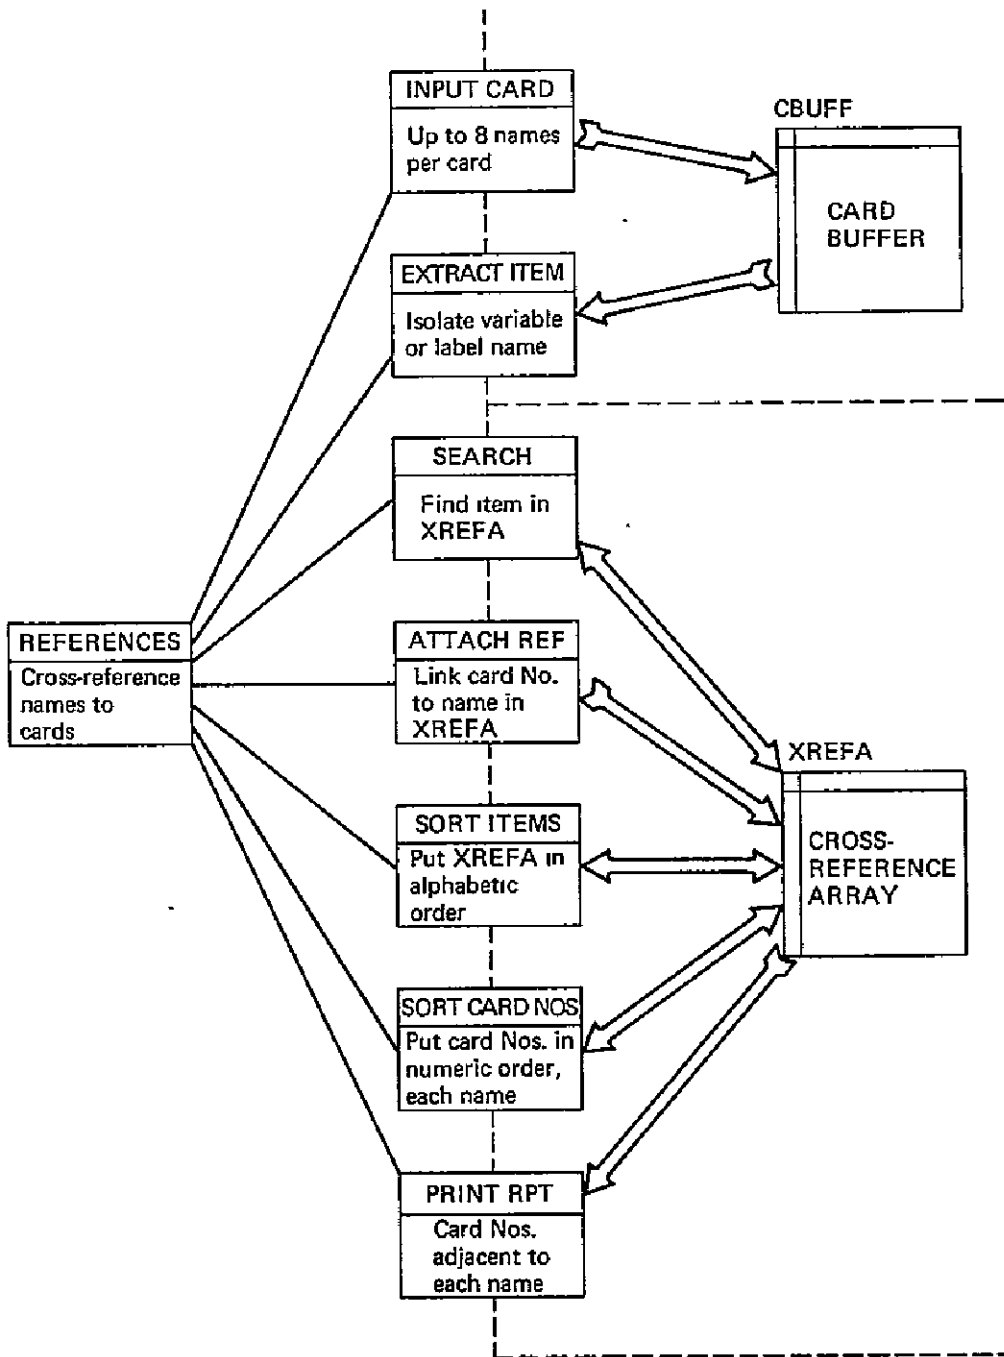 INPUT CARD
Up to 8 names
per card
CBUFF
CARD
BUFFER
EXTRACT ITEM
Isolate variable
or label name
SEARCH
Find item in
XREFA
REFERENCES
Cross-reference
names to
cards
ATTACH REF
Link card No.
to name in
XREFA
XREFA
CROSS-
REFERENCE
ARRAY
SORT ITEMS
Put XREFA in
alphabetic
order
SORT CARD NOS
Put card Nos. in
numeric order,
each name
PRINT RPT
Card Nos.
adjacent to
each name